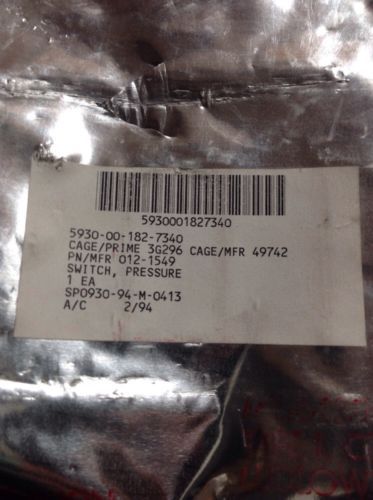 5930001827340
5930-00-182-7340
CAGE/PRIME 3G296 CAGE/MFR 49742
PN/MFR 012-1549
SWITCH, PRESSURE
1 EA
SPO930-94-M-0413
A/C 2/94